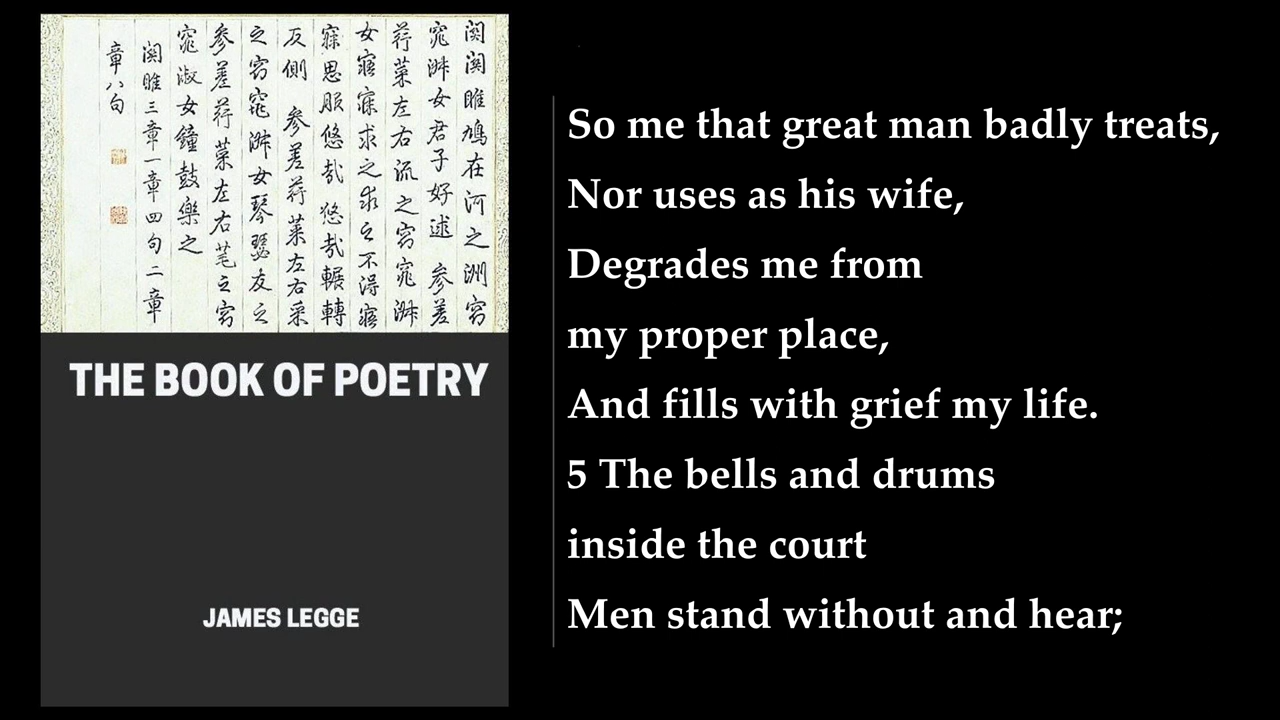 关关雎鳩在河之洲窈
窕淑女君子好逑 参差
荇菜左右流之窈窕淑
女寤寐求之求之不得寤
寐思服悠哉悠哉輾轉
反側 参差荇菜左右采
之窈窕淑女琴瑟友之
参差荇菜左右芼之窈
窕淑女鐘鼓樂之
关雎三章一章四句二章
章八句
THE BOOK OF POETRY
JAMES LEGGE
So me that great man badly treats,
Nor uses as his wife,
Degrades me from
my proper place,
And fills with grief my life.
5 The bells and drums
inside the court
Men stand without and hear;